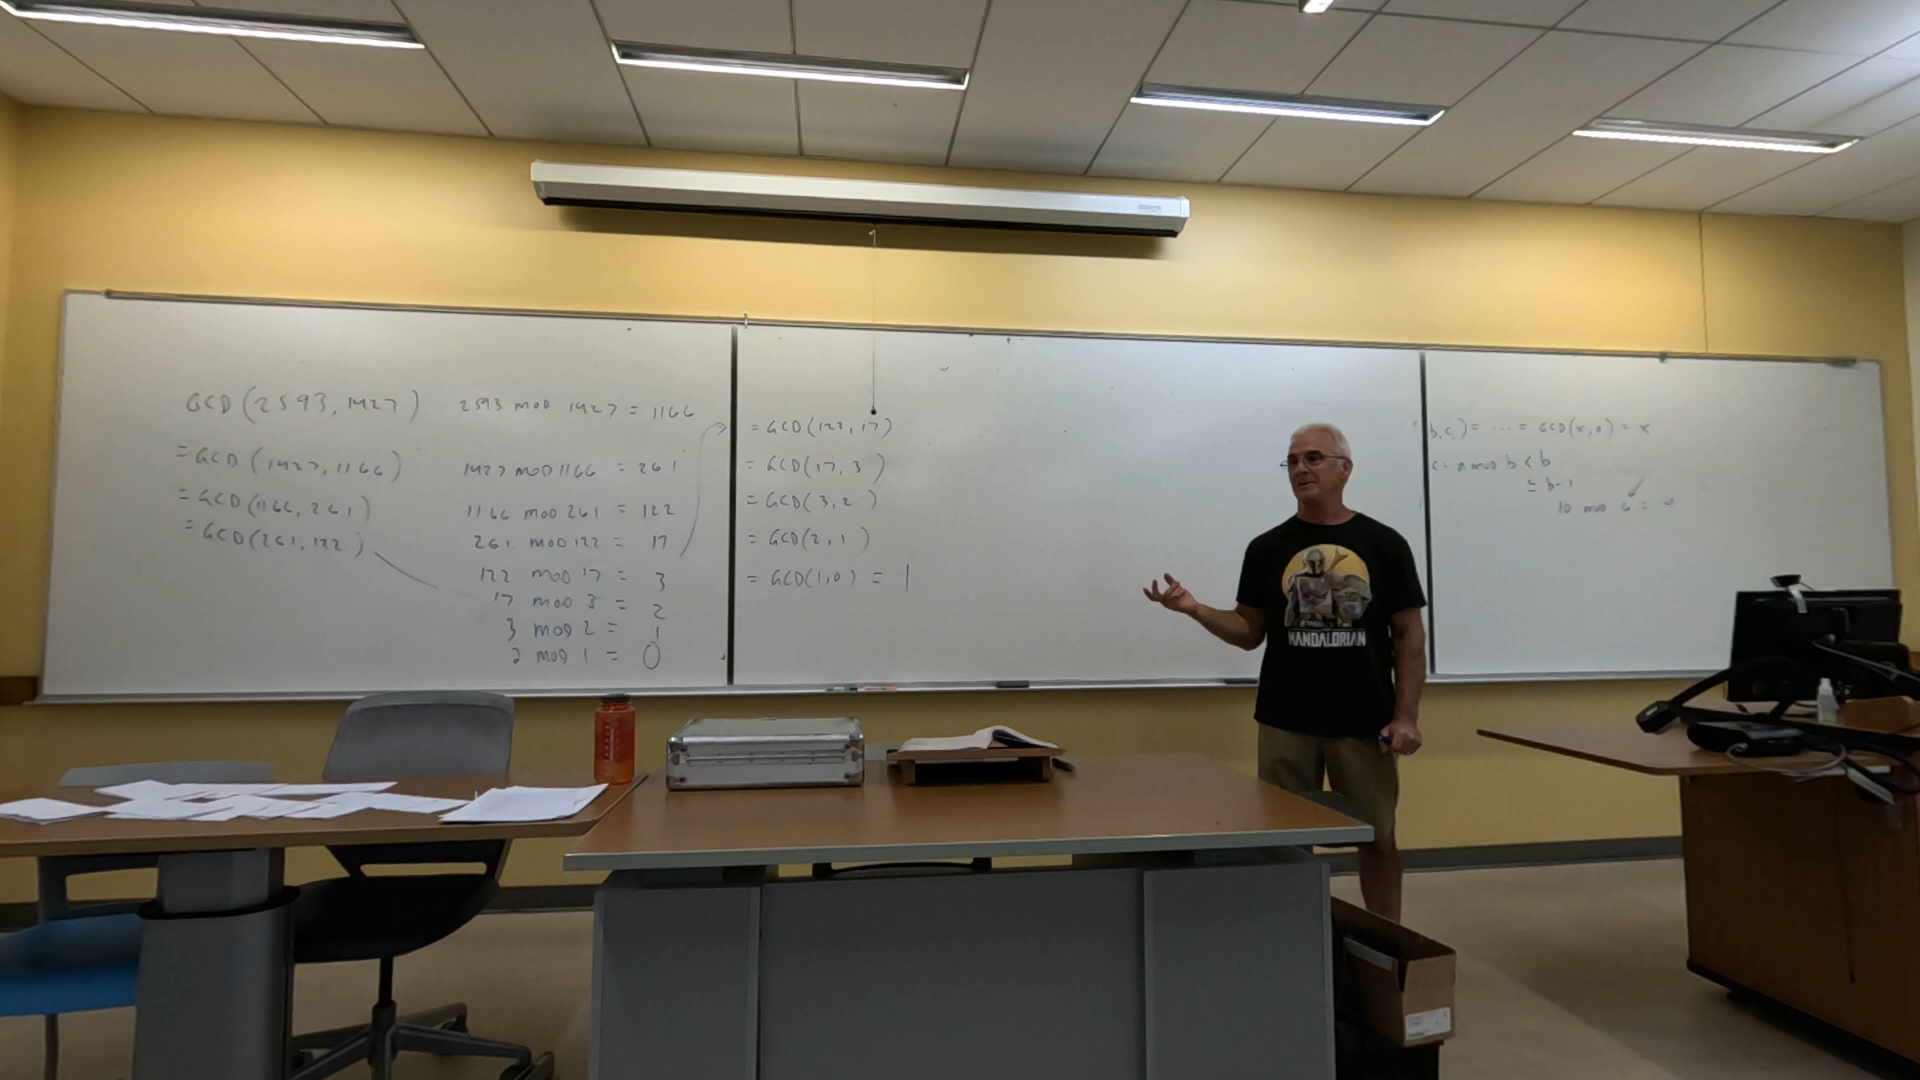 GCD(2593, 1427) 2593 mod 1427 = 1166
= GCD(1427, 1166) 1427 mod 1166 = 261
= GCD(1166, 261) 1166 mod 261 = 122
= GCD(261, 122) 261 mod 122 = 17
122 mod 17 = 3
17 mod 3 = 2
3 mod 2 = 1
2 mod 1 = 0
= GCD(122, 17)
= GCD(17, 3)
= GCD(3, 2)
= GCD(2, 1)
= GCD(1, 0) = 1
b, c) = ... = GCD(x, 0) = x
c = a mod b < b
≤ b-1
10 mod 6 =
MANDALORIAN